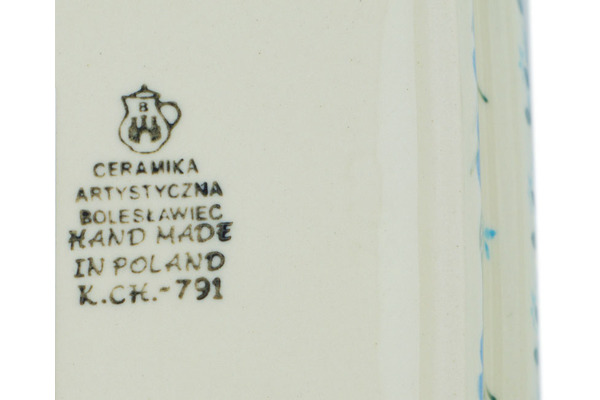 B
CERAMIKA
ARTYSTYCZNA
BOLESŁAWIEC
HAND MADE
IN POLAND
K.CH.-791